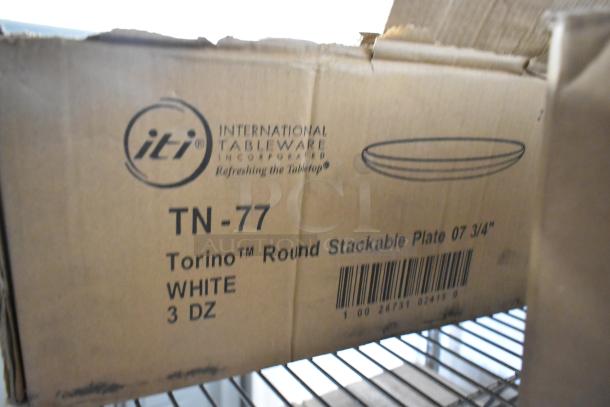 iti®
INTERNATIONAL
TABLEWARE
INCORPORATED
Refreshing the Tabletop®
PCI
TN-77
Torino™ Round Stackable Plate 07 3/4"
WHITE
3 DZ